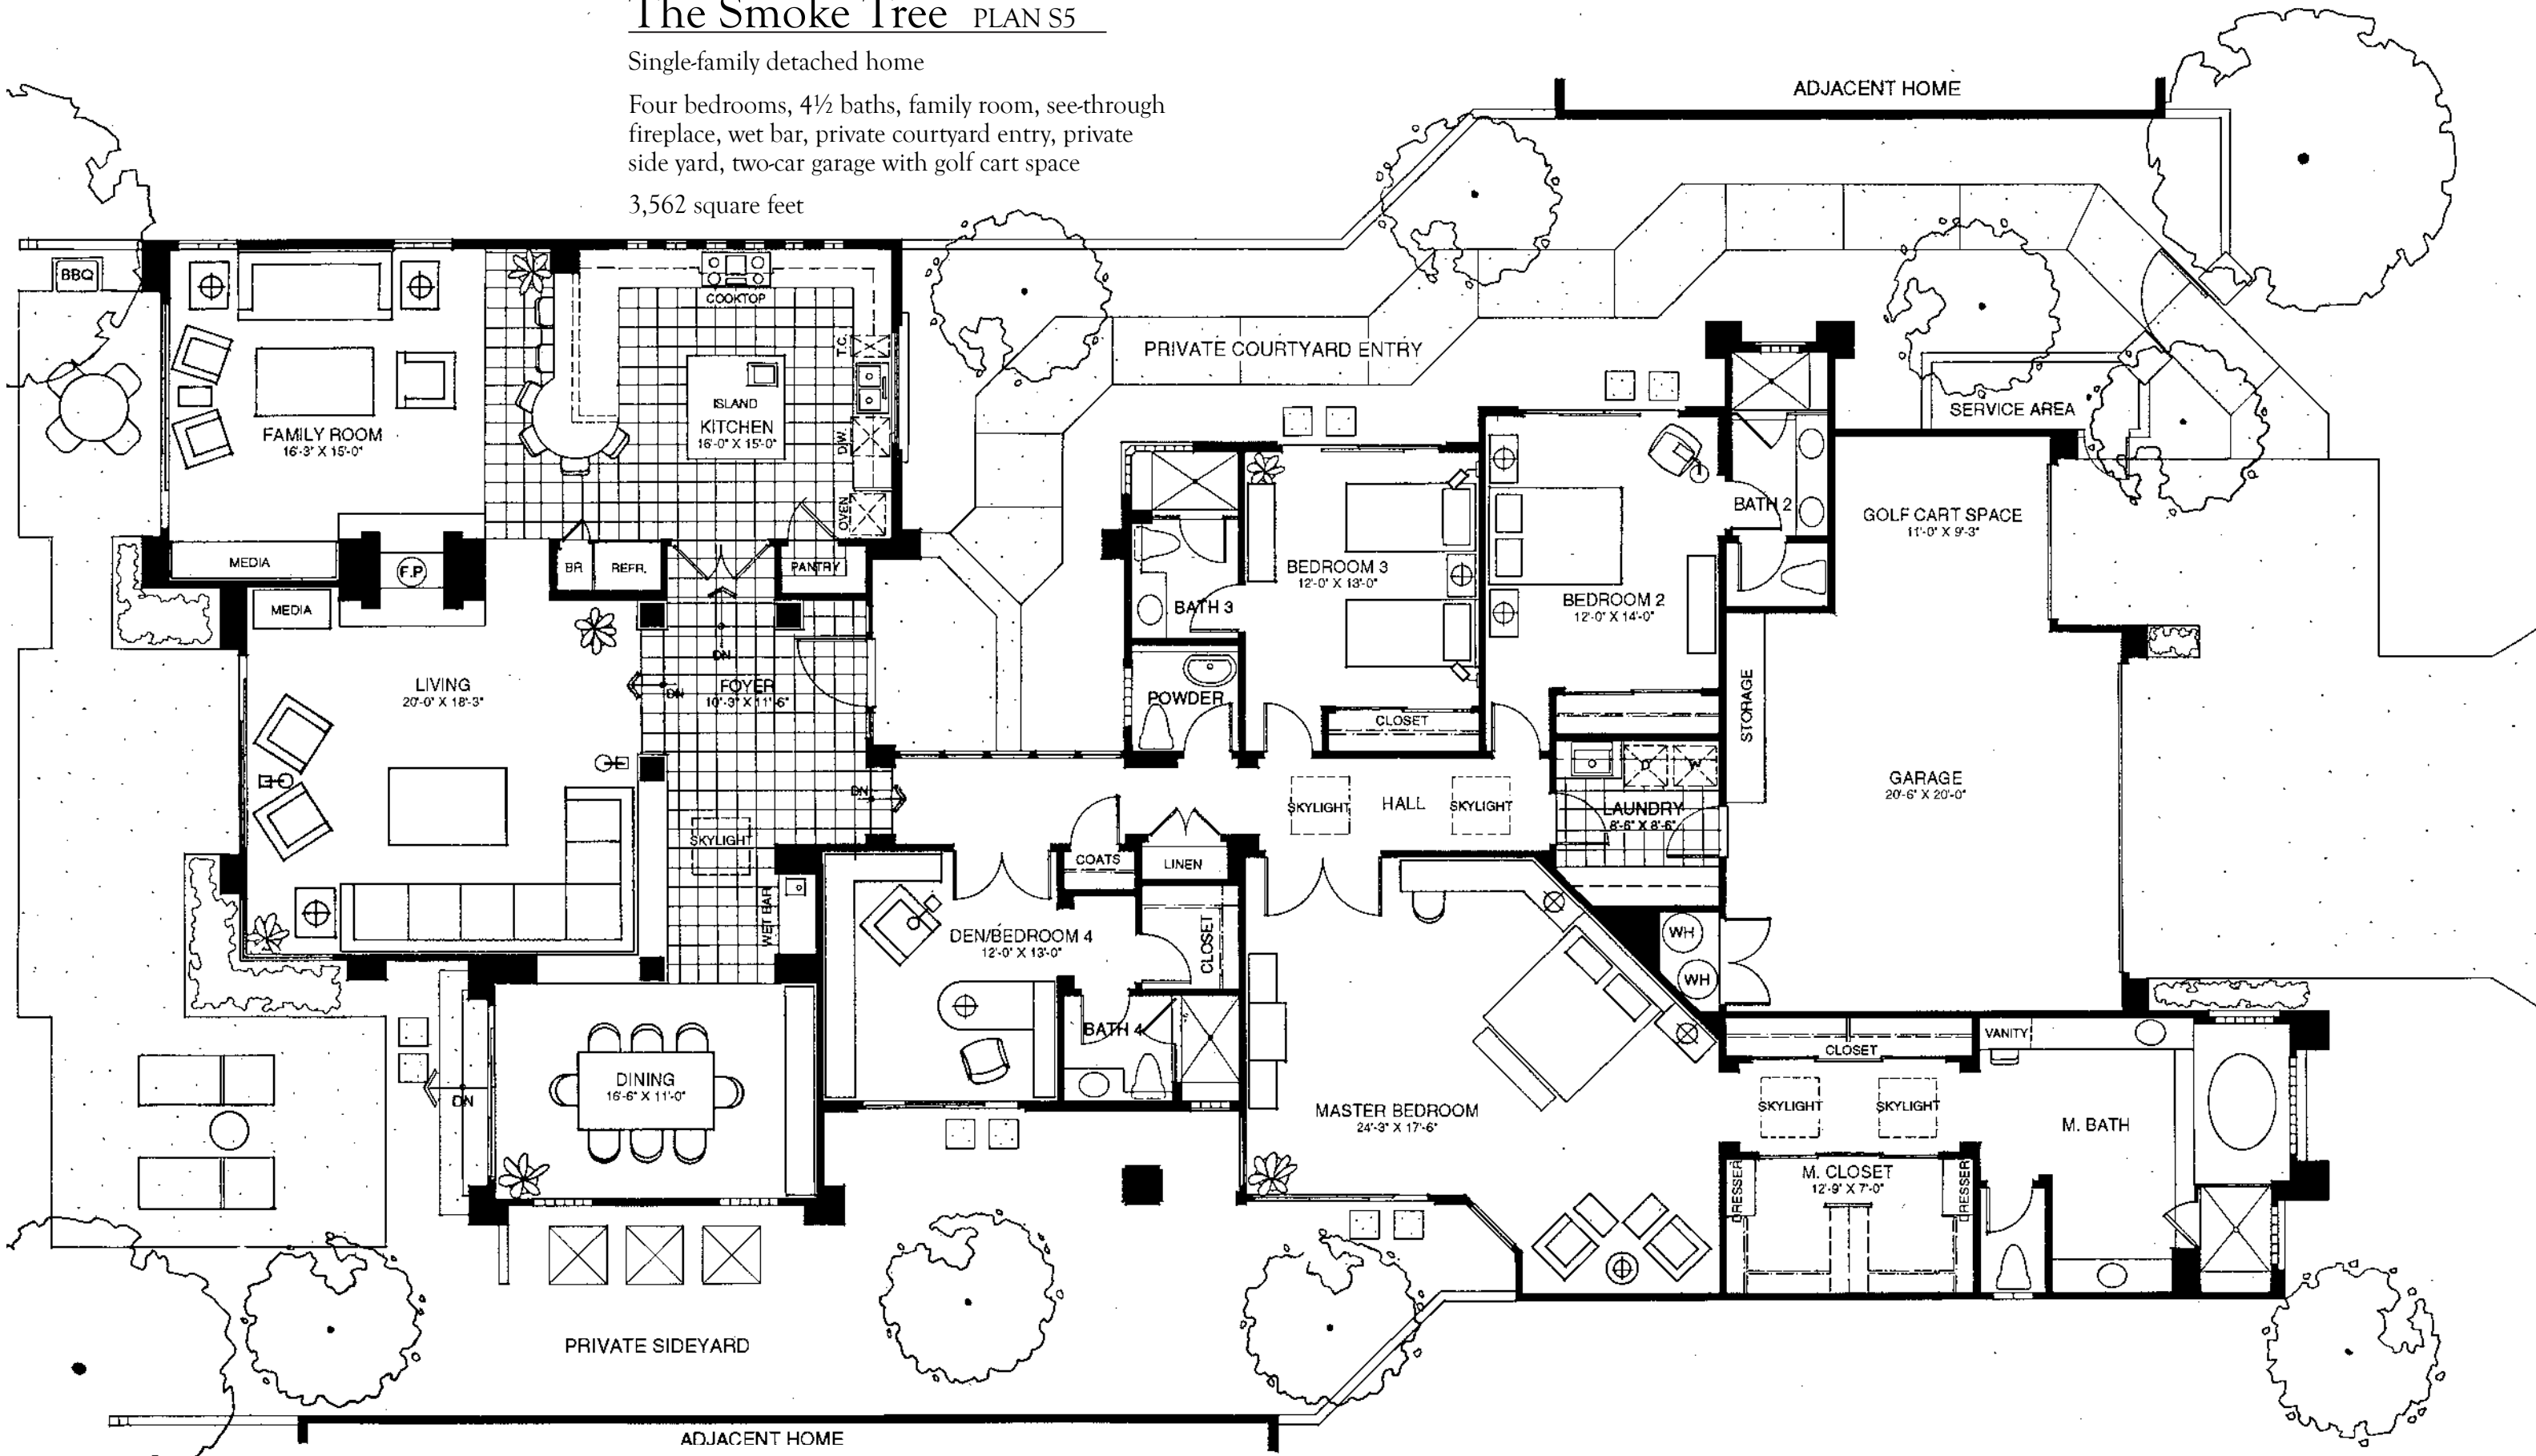 The Smoke Tree PLAN S5
Single-family detached home
Four bedrooms, 4½ baths, family room, see-through
fireplace, wet bar, private courtyard entry, private
side yard, two-car garage with golf cart space
3,562 square feet
ADJACENT HOME
BBQ
COOKTOP
T.C.
PRIVATE COURTYARD ENTRY
ISLAND
KITCHEN
16'-0" X 15'-0"
D.W.
OVEN
FAMILY ROOM
16'-3" X 15'-0"
SERVICE AREA
MEDIA
F.P
BR
REFR.
PANTRY
MEDIA
BATH 3
BEDROOM 3
12'-0" X 13'-0"
BATH 2
BEDROOM 2
12'-0" X 14'-0"
GOLF CART SPACE
11'-0" X 9'-3"
DN
LIVING
20'-0" X 18'-3"
DN
FOYER
10'-3" X 11'-6"
POWDER
CLOSET
STORAGE
DN
SKYLIGHT
HALL
SKYLIGHT
D
W
LAUNDRY
8'-6" X 8'-6"
GARAGE
20'-6" X 20'-0"
SKYLIGHT
COATS
LINEN
WET BAR
DEN/BEDROOM 4
12'-0" X 13'-0"
CLOSET
WH
WH
BATH 4
DN
DINING
16'-6" X 11'-0"
MASTER BEDROOM
24'-3" X 17'-6"
CLOSET
VANITY
SKYLIGHT
SKYLIGHT
M. BATH
DRESSER
M. CLOSET
12'-9" X 7'-0"
DRESSER
PRIVATE SIDEYARD
ADJACENT HOME